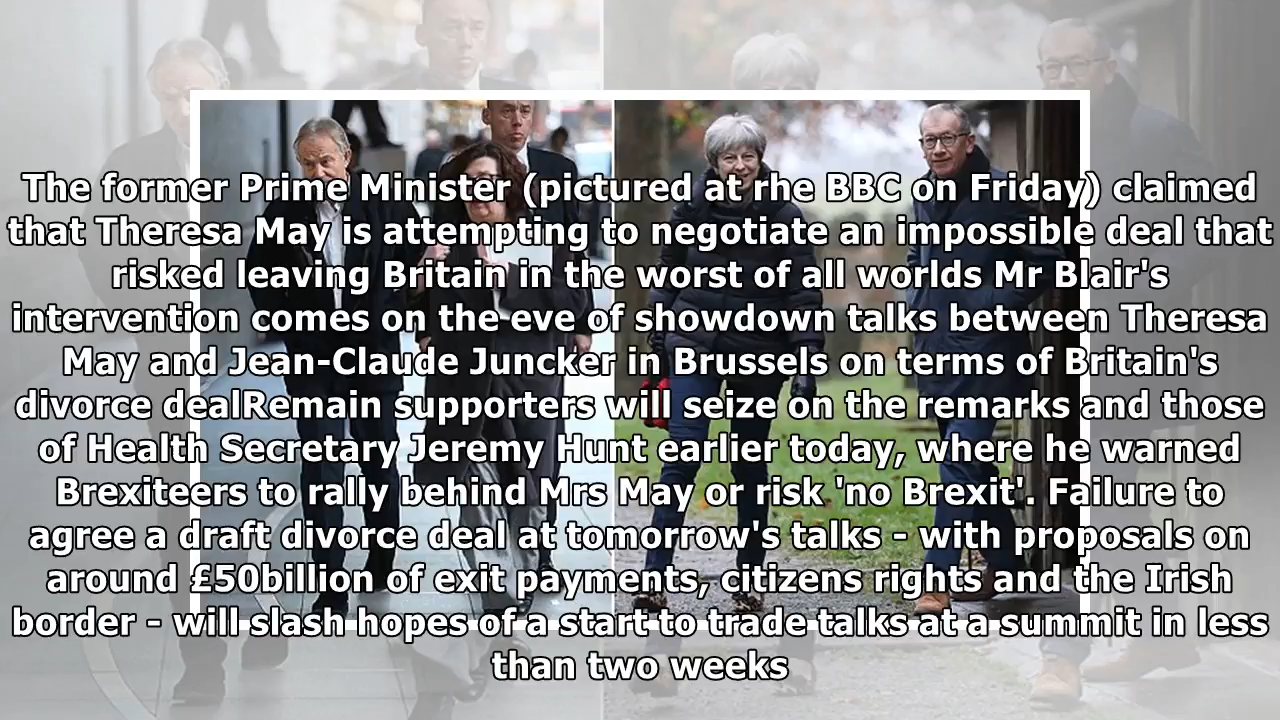 The former Prime Minister (pictured at rhe BBC on Friday) claimed
that Theresa May is attempting to negotiate an impossible deal that
risked leaving Britain in the worst of all worlds Mr Blair's
intervention comes on the eve of showdown talks between Theresa
May and Jean-Claude Juncker in Brussels on terms of Britain's
divorce dealRemain supporters will seize on the remarks and those
of Health Secretary Jeremy Hunt earlier today, where he warned
Brexiteers to rally behind Mrs May or risk 'no Brexit'. Failure to
agree a draft divorce deal at tomorrow's talks - with proposals on
around £50billion of exit payments, citizens rights and the Irish
border - will slash hopes of a start to trade talks at a summit in less
than two weeks